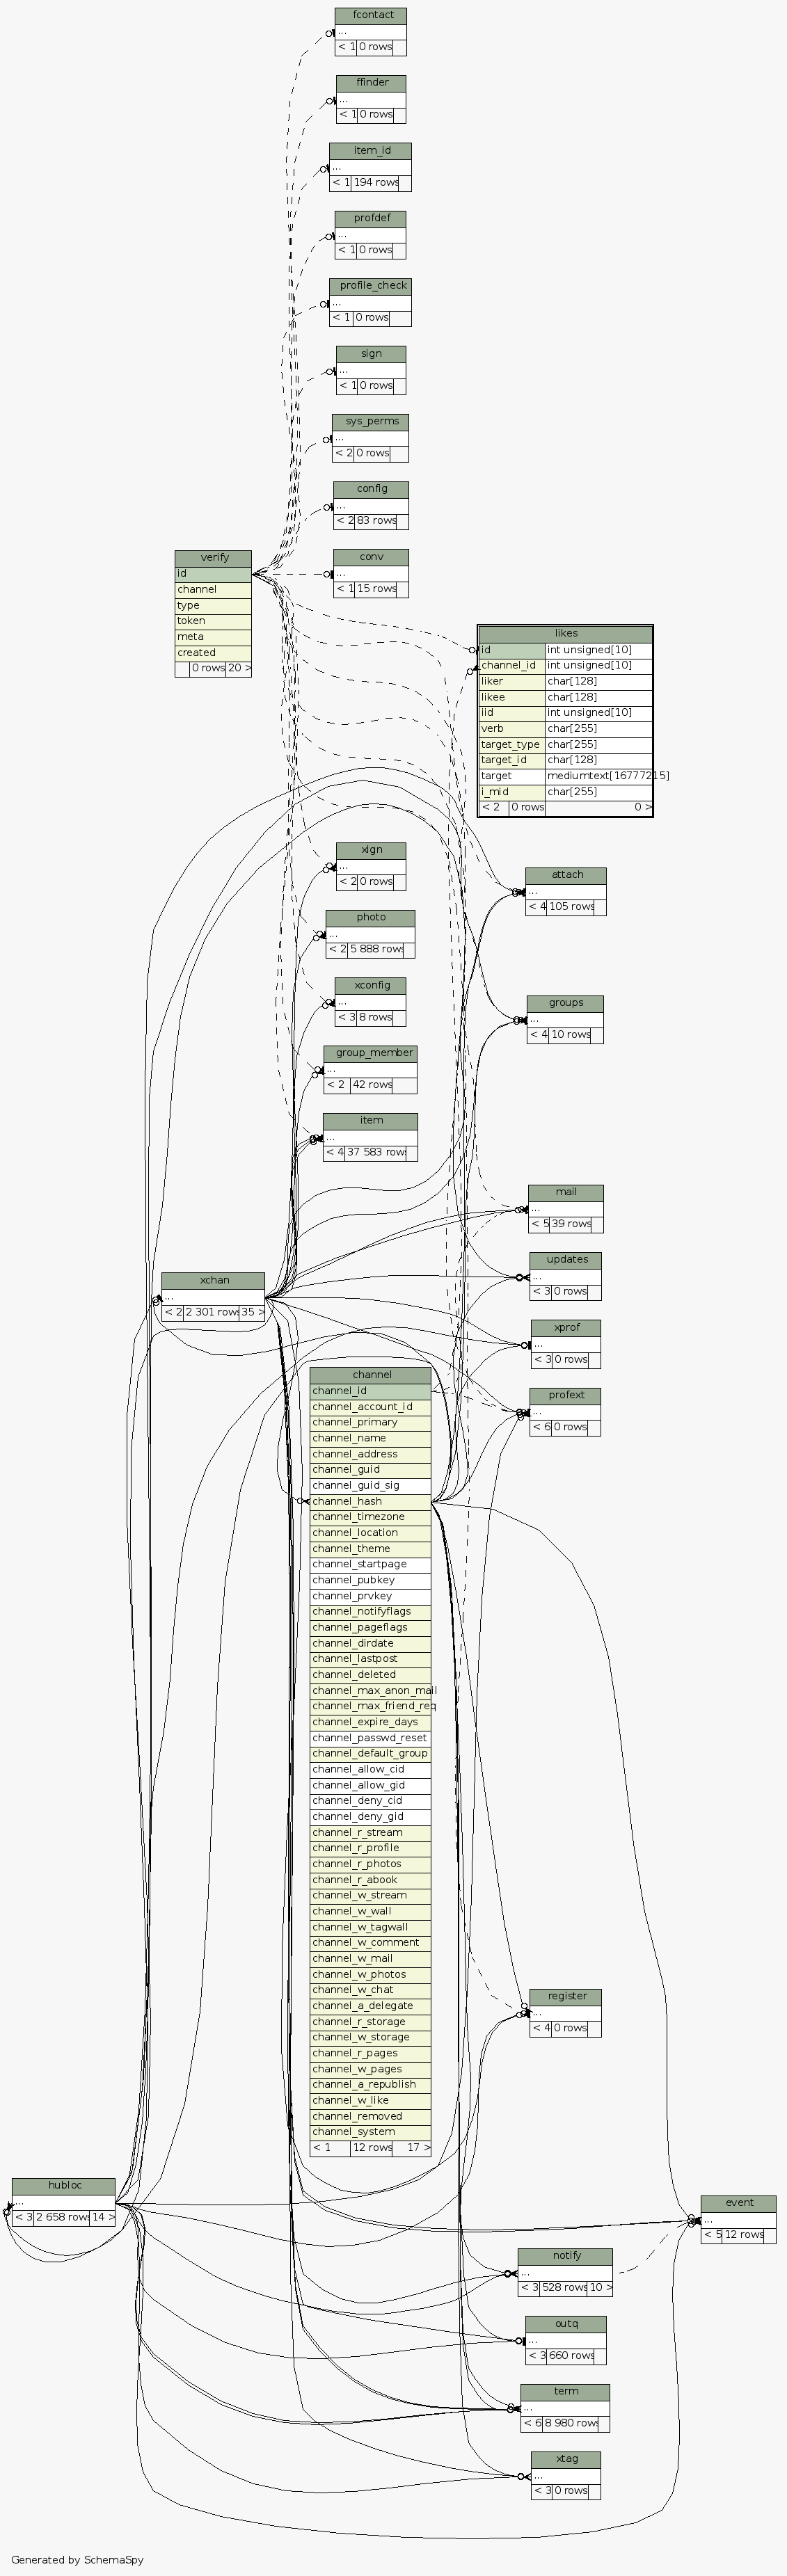 fcontact
...
< 1 0 rows
ffinder
...
< 1 0 rows
item_id
...
< 1 194 rows
profdef
...
< 1 0 rows
profile_check
...
< 1 0 rows
sign
...
< 1 0 rows
sys_perms
...
< 2 0 rows
config
...
< 2 83 rows
conv
...
< 1 15 rows
verify
id
channel
type
token
meta
created
0 rows 20 >
likes
id int unsigned[10]
channel_id int unsigned[10]
liker char[128]
likee char[128]
iid int unsigned[10]
verb char[255]
target_type char[255]
target_id char[128]
target mediumtext[16777215]
i_mid char[255]
< 2 0 rows 0 >
xign
...
< 2 0 rows
attach
...
< 4 105 rows
photo
...
< 2 5 888 rows
xconfig
...
< 3 8 rows
groups
...
< 4 10 rows
group_member
...
< 2 42 rows
item
...
< 4 37 583 rows
mail
...
< 5 39 rows
updates
...
< 3 0 rows
xchan
...
< 2 2 301 rows 35 >
xprof
...
< 3 0 rows
profext
...
< 6 0 rows
channel
channel_id
channel_account_id
channel_primary
channel_name
channel_address
channel_guid
channel_guid_sig
channel_hash
channel_timezone
channel_location
channel_theme
channel_startpage
channel_pubkey
channel_prvkey
channel_notifyflags
channel_pageflags
channel_dirdate
channel_lastpost
channel_deleted
channel_max_anon_mail
channel_max_friend_req
channel_expire_days
channel_passwd_reset
channel_default_group
channel_allow_cid
channel_allow_gid
channel_deny_cid
channel_deny_gid
channel_r_stream
channel_r_profile
channel_r_photos
channel_r_abook
channel_w_stream
channel_w_wall
channel_w_tagwall
channel_w_comment
channel_w_mail
channel_w_photos
channel_w_chat
channel_a_delegate
channel_r_storage
channel_w_storage
channel_r_pages
channel_w_pages
channel_a_republish
channel_w_like
channel_removed
channel_system
< 1 12 rows 17 >
register
...
< 4 0 rows
hubloc
...
< 3 2 658 rows 14 >
event
...
< 5 12 rows
notify
...
< 3 528 rows 10 >
outq
...
< 3 660 rows
term
...
< 6 8 980 rows
xtag
...
< 3 0 rows
Generated by SchemaSpy